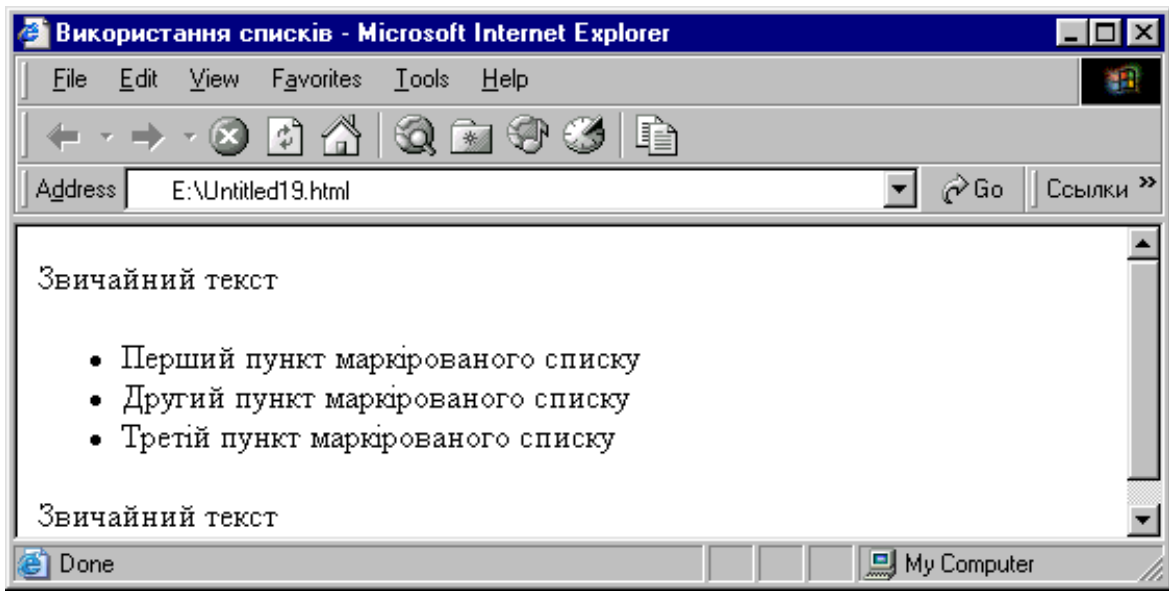 Використання списків - Microsoft Internet Explorer
File Edit View Favorites Tools Help
Address E:\Untitled19.html Go Ссылки »
Звичайний текст
• Перший пункт маркірованого списку
• Другий пункт маркірованого списку
• Третій пункт маркірованого списку
Звичайний текст
Done My Computer